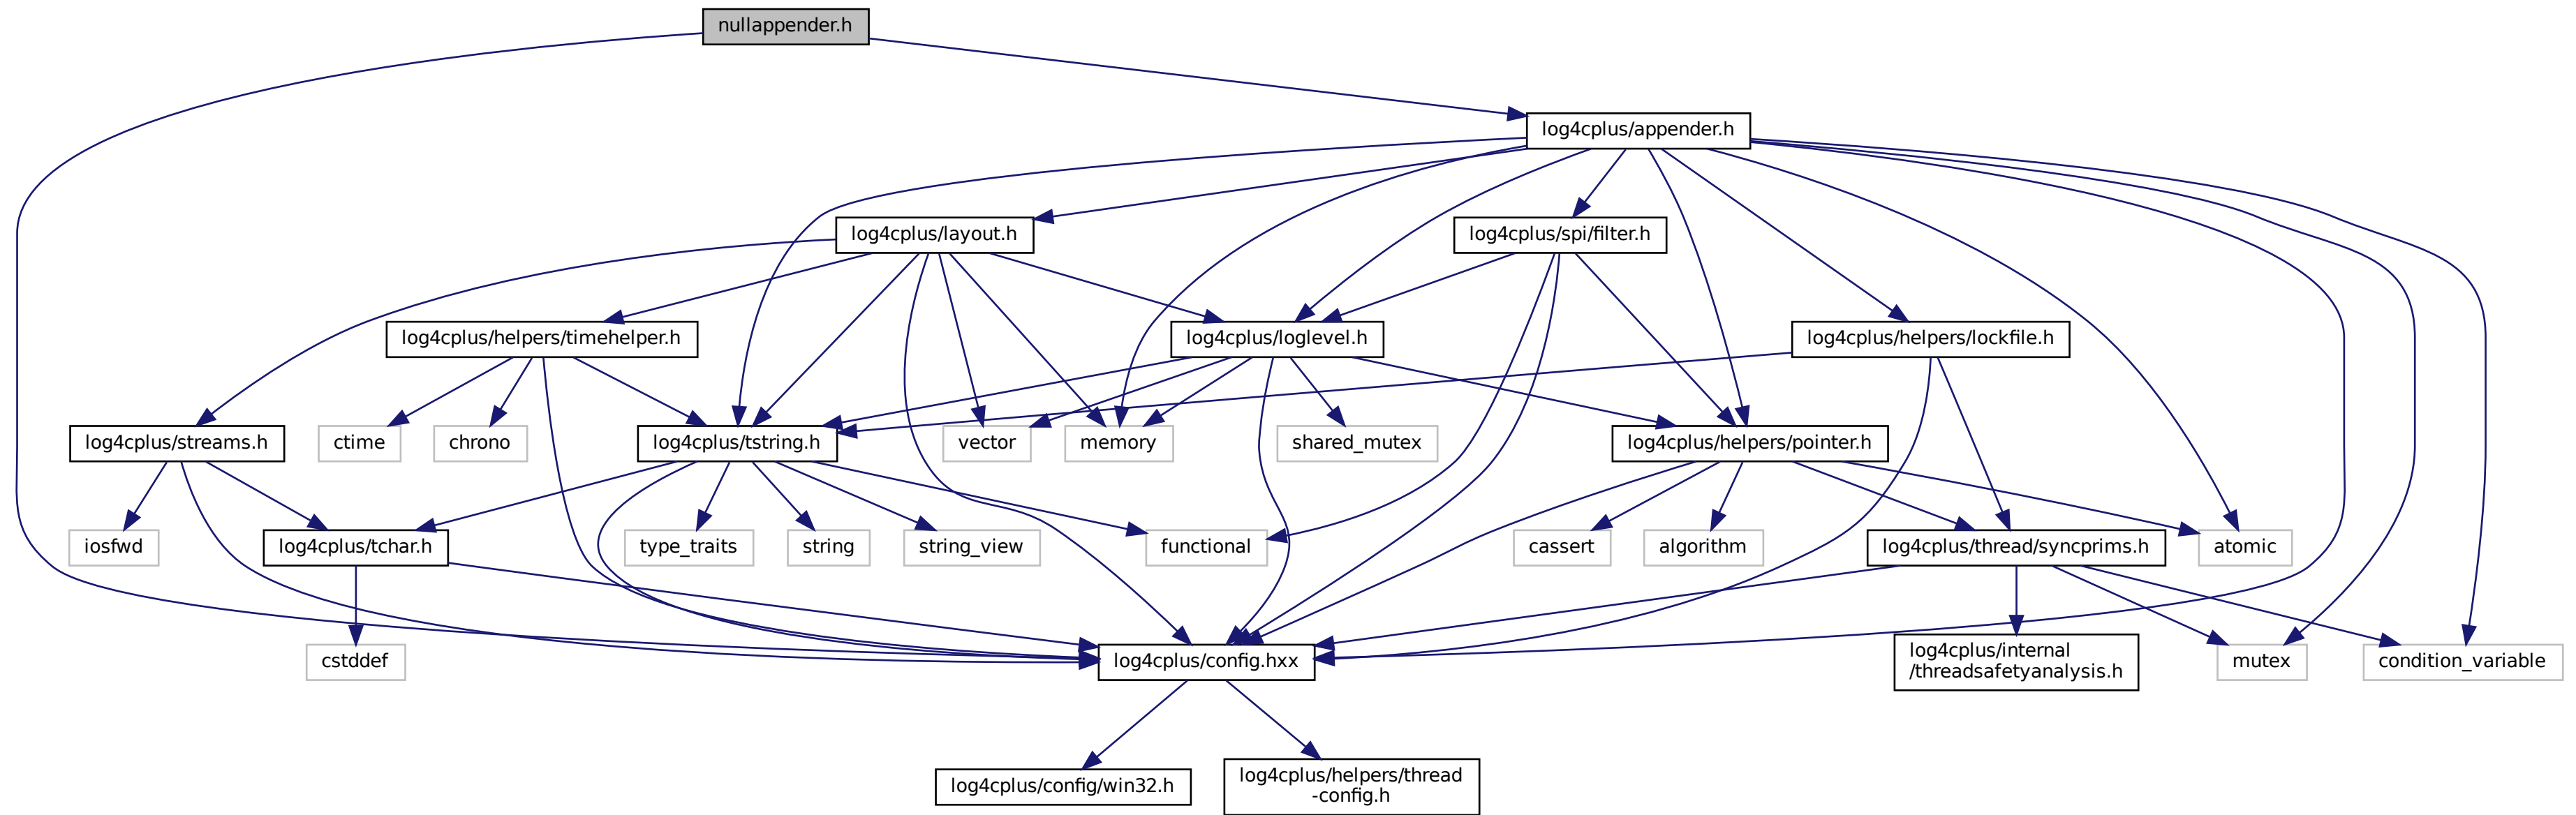 nullappender.h
log4cplus/appender.h
log4cplus/layout.h
log4cplus/spi/filter.h
log4cplus/helpers/timehelper.h
log4cplus/loglevel.h
log4cplus/helpers/lockfile.h
log4cplus/streams.h
ctime
chrono
log4cplus/tstring.h
vector
memory
shared_mutex
log4cplus/helpers/pointer.h
iosfwd
log4cplus/tchar.h
type_traits
string
string_view
functional
cassert
algorithm
log4cplus/thread/syncprims.h
atomic
cstddef
log4cplus/config.hxx
log4cplus/internal
/threadsafetyanalysis.h
mutex
condition_variable
log4cplus/config/win32.h
log4cplus/helpers/thread
-config.h